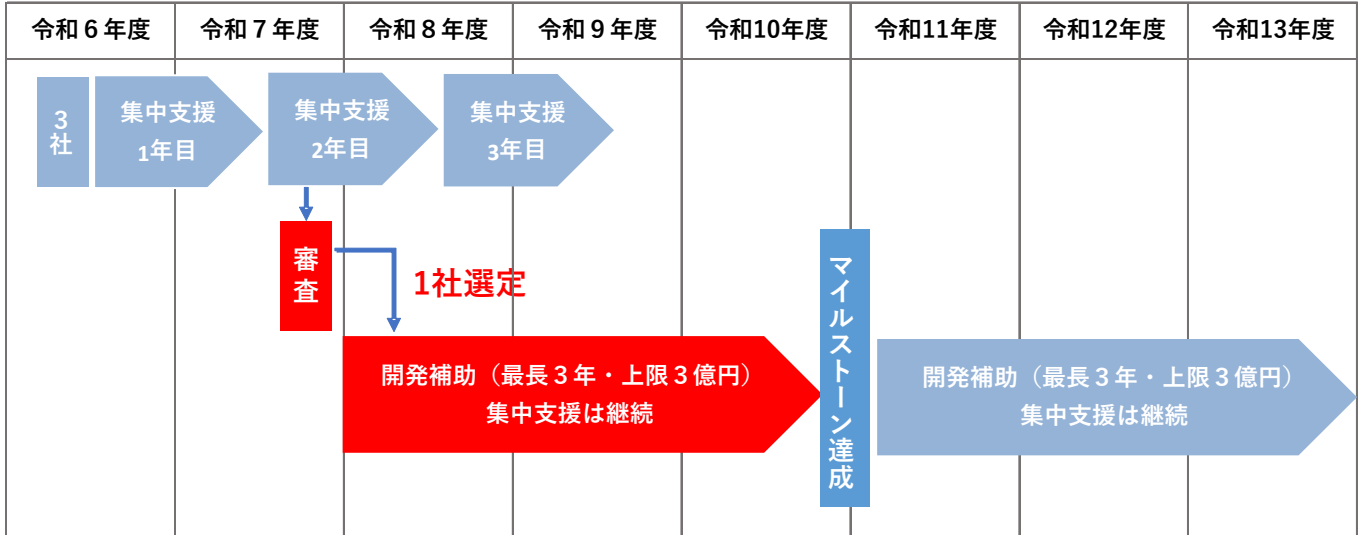 令和６年度
令和７年度
令和８年度
令和９年度
令和10年度
令和11年度
令和12年度
令和13年度
３社
集中支援
1年目
集中支援
2年目
集中支援
3年目
審査
1社選定
開発補助（最長３年・上限３億円）
集中支援は継続
マイルストーン達成
開発補助（最長３年・上限３億円）
集中支援は継続